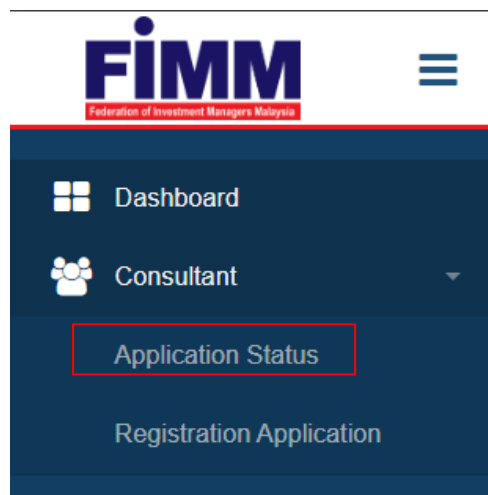 FiMM
Federation of Investment Managers Malaysia
Dashboard
Consultant
Application Status
Registration Application